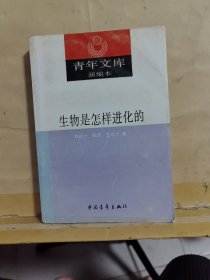 青年文库
新编本
生物是怎样进化的
中国青年出版社